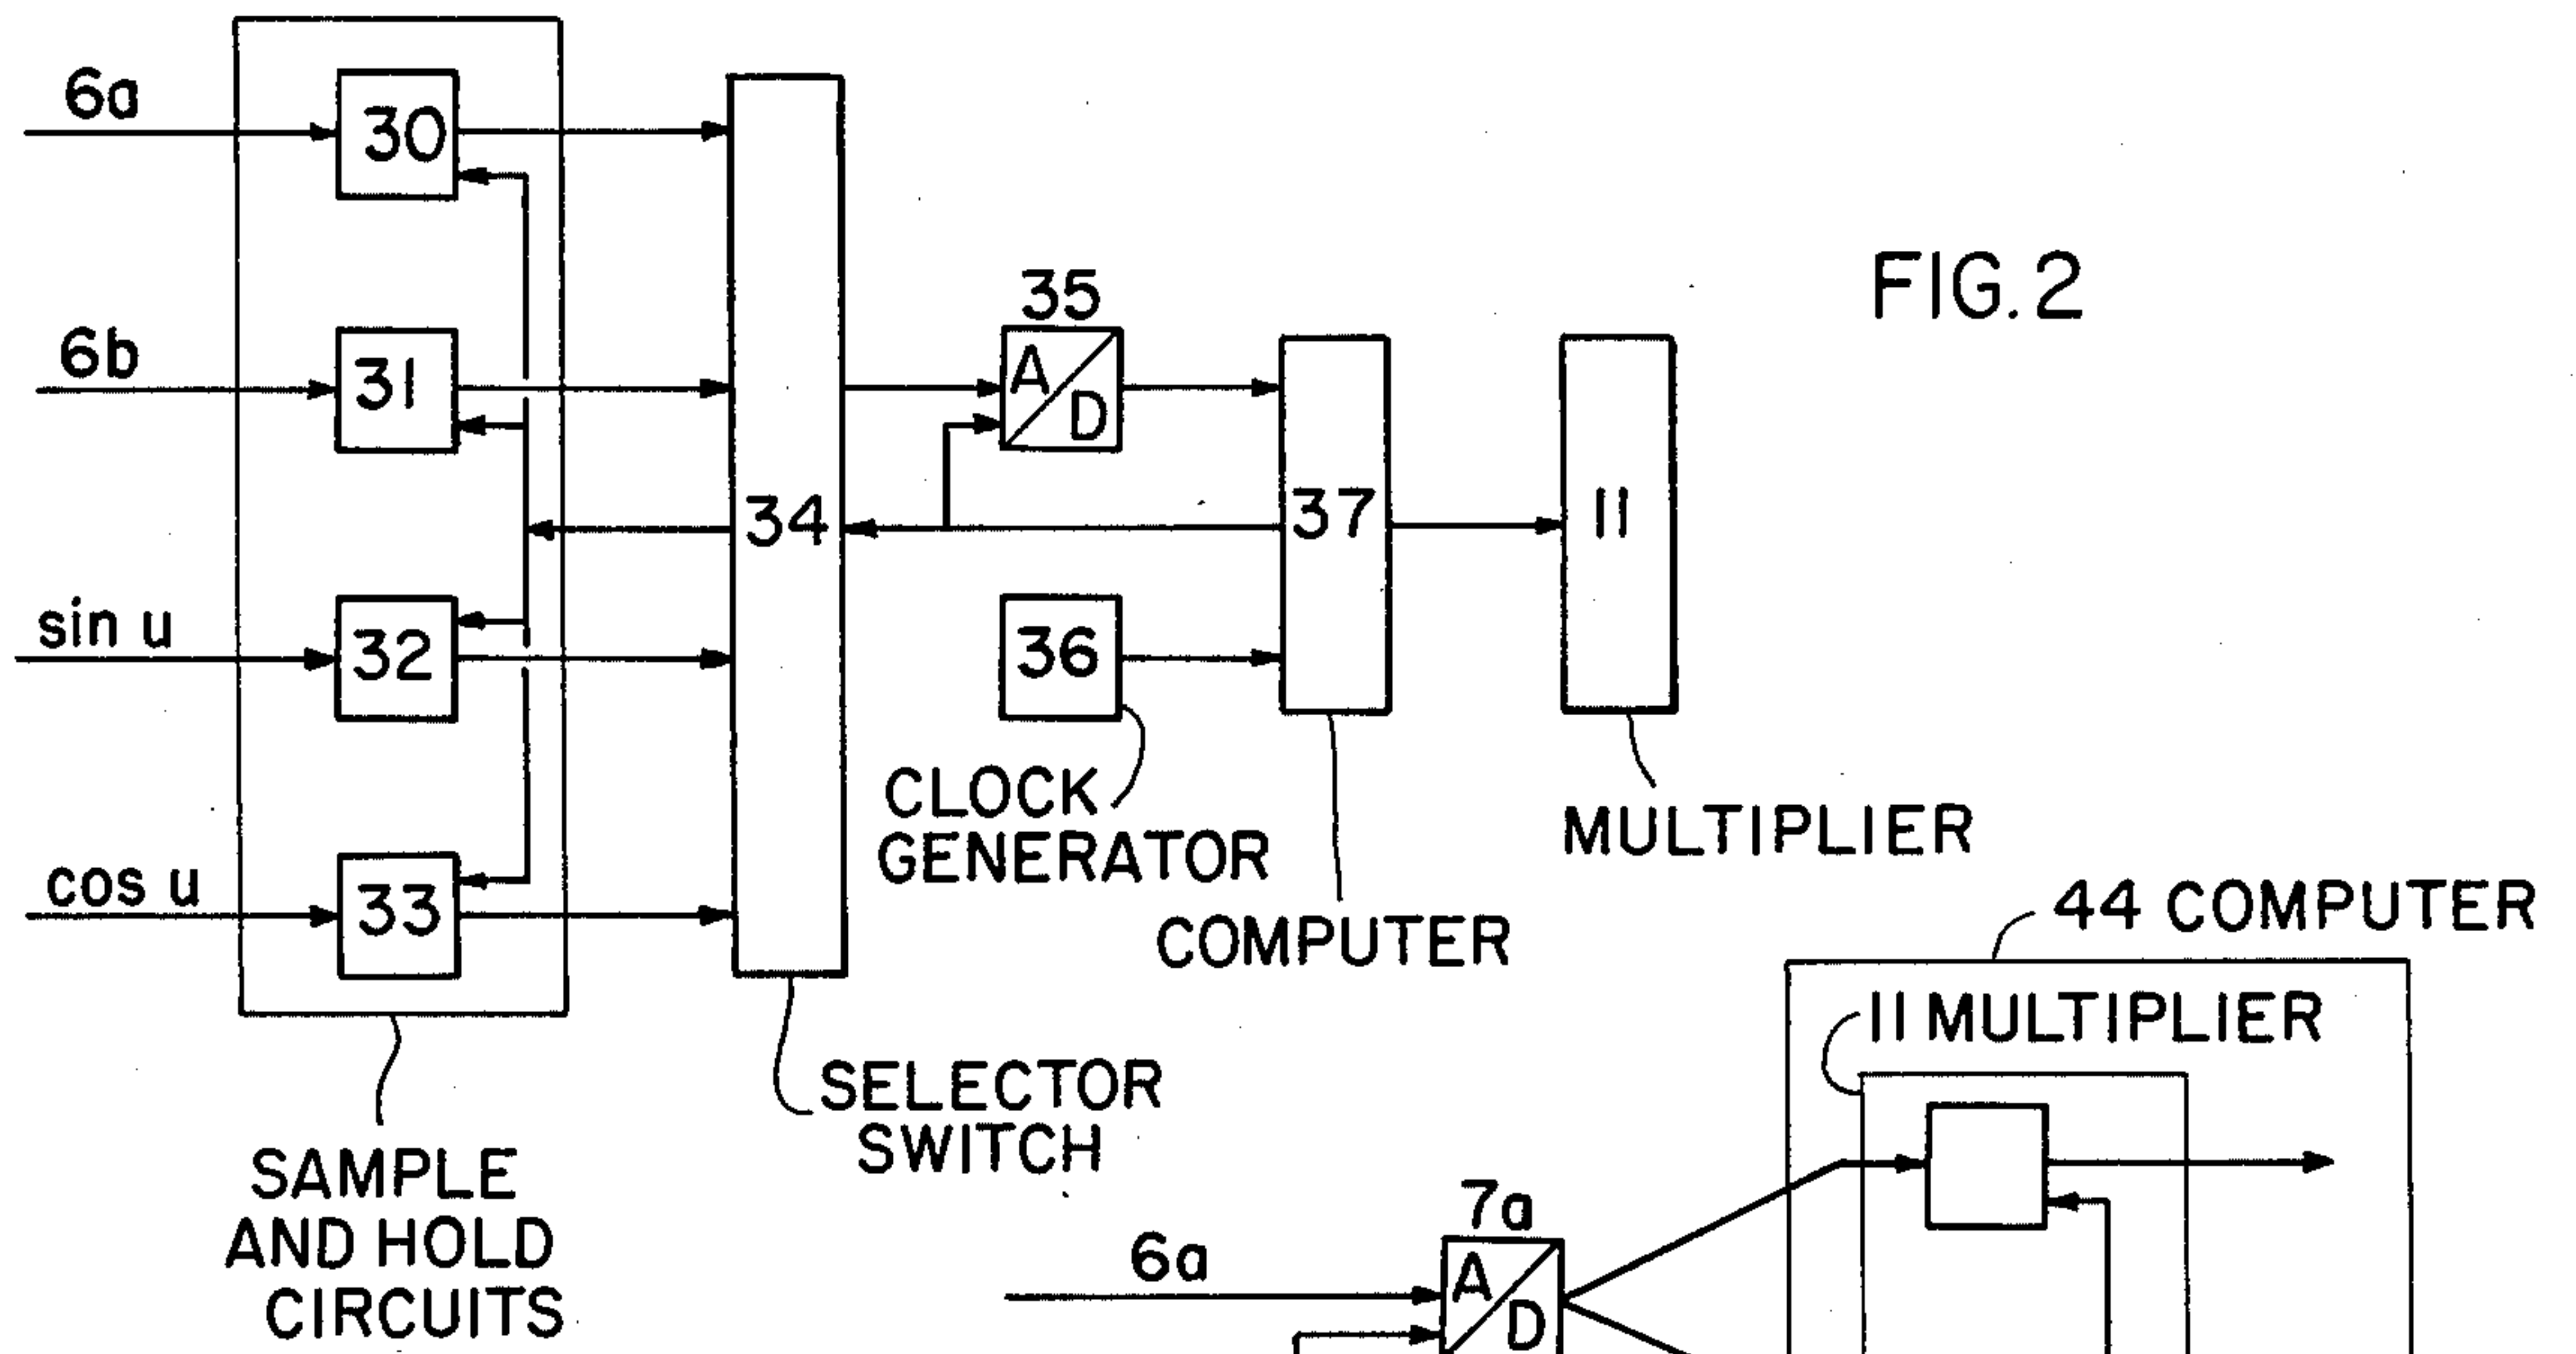 6a
30
6b
31
35
A
D
FIG. 2
34
37
11
sin u
32
36
CLOCK
GENERATOR
MULTIPLIER
cos u
33
COMPUTER
44 COMPUTER
11 MULTIPLIER
SELECTOR
SWITCH
SAMPLE
AND HOLD
CIRCUITS
7a
6a
A
D